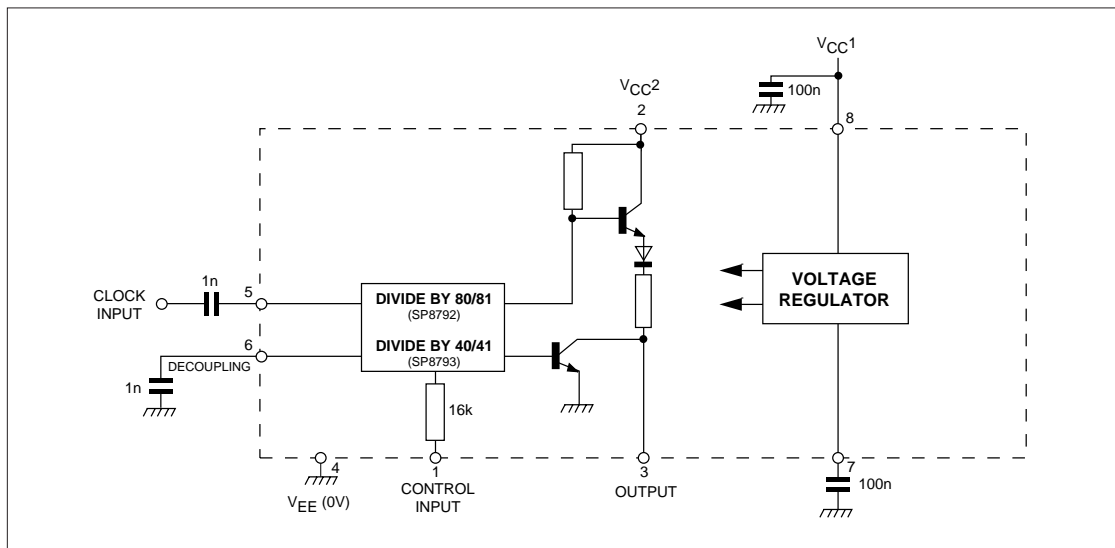 VCC1
100n
VCC2
2
8
1n
CLOCK
INPUT
5
DIVIDE BY 80/81
(SP8792)
VOLTAGE
REGULATOR
6
DECOUPLING
DIVIDE BY 40/41
(SP8793)
1n
16k
4
VEE (0V)
1
CONTROL
INPUT
3
OUTPUT
7
100n